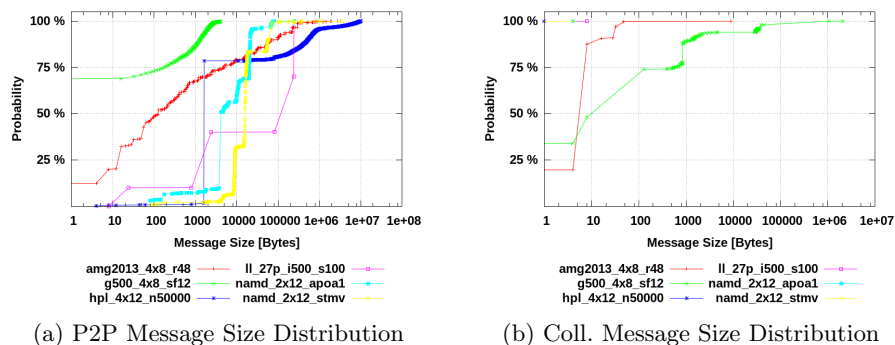 100 %
75 %
50 %
25 %
Probability
1 10 100 1000 10000 100000 1e+06 1e+07 1e+08
Message Size [Bytes]
amg2013_4x8_r48 ll_27p_i500_s100
g500_4x8_sf12 namd_2x12_apoa1
hpl_4x12_n50000 namd_2x12_stmv
(a) P2P Message Size Distribution
100 %
75 %
50 %
25 %
Probability
1 10 100 1000 10000 100000 1e+06 1e+07
Message Size [Bytes]
amg2013_4x8_r48 ll_27p_i500_s100
g500_4x8_sf12 namd_2x12_apoa1
hpl_4x12_n50000 namd_2x12_stmv
(b) Coll. Message Size Distribution